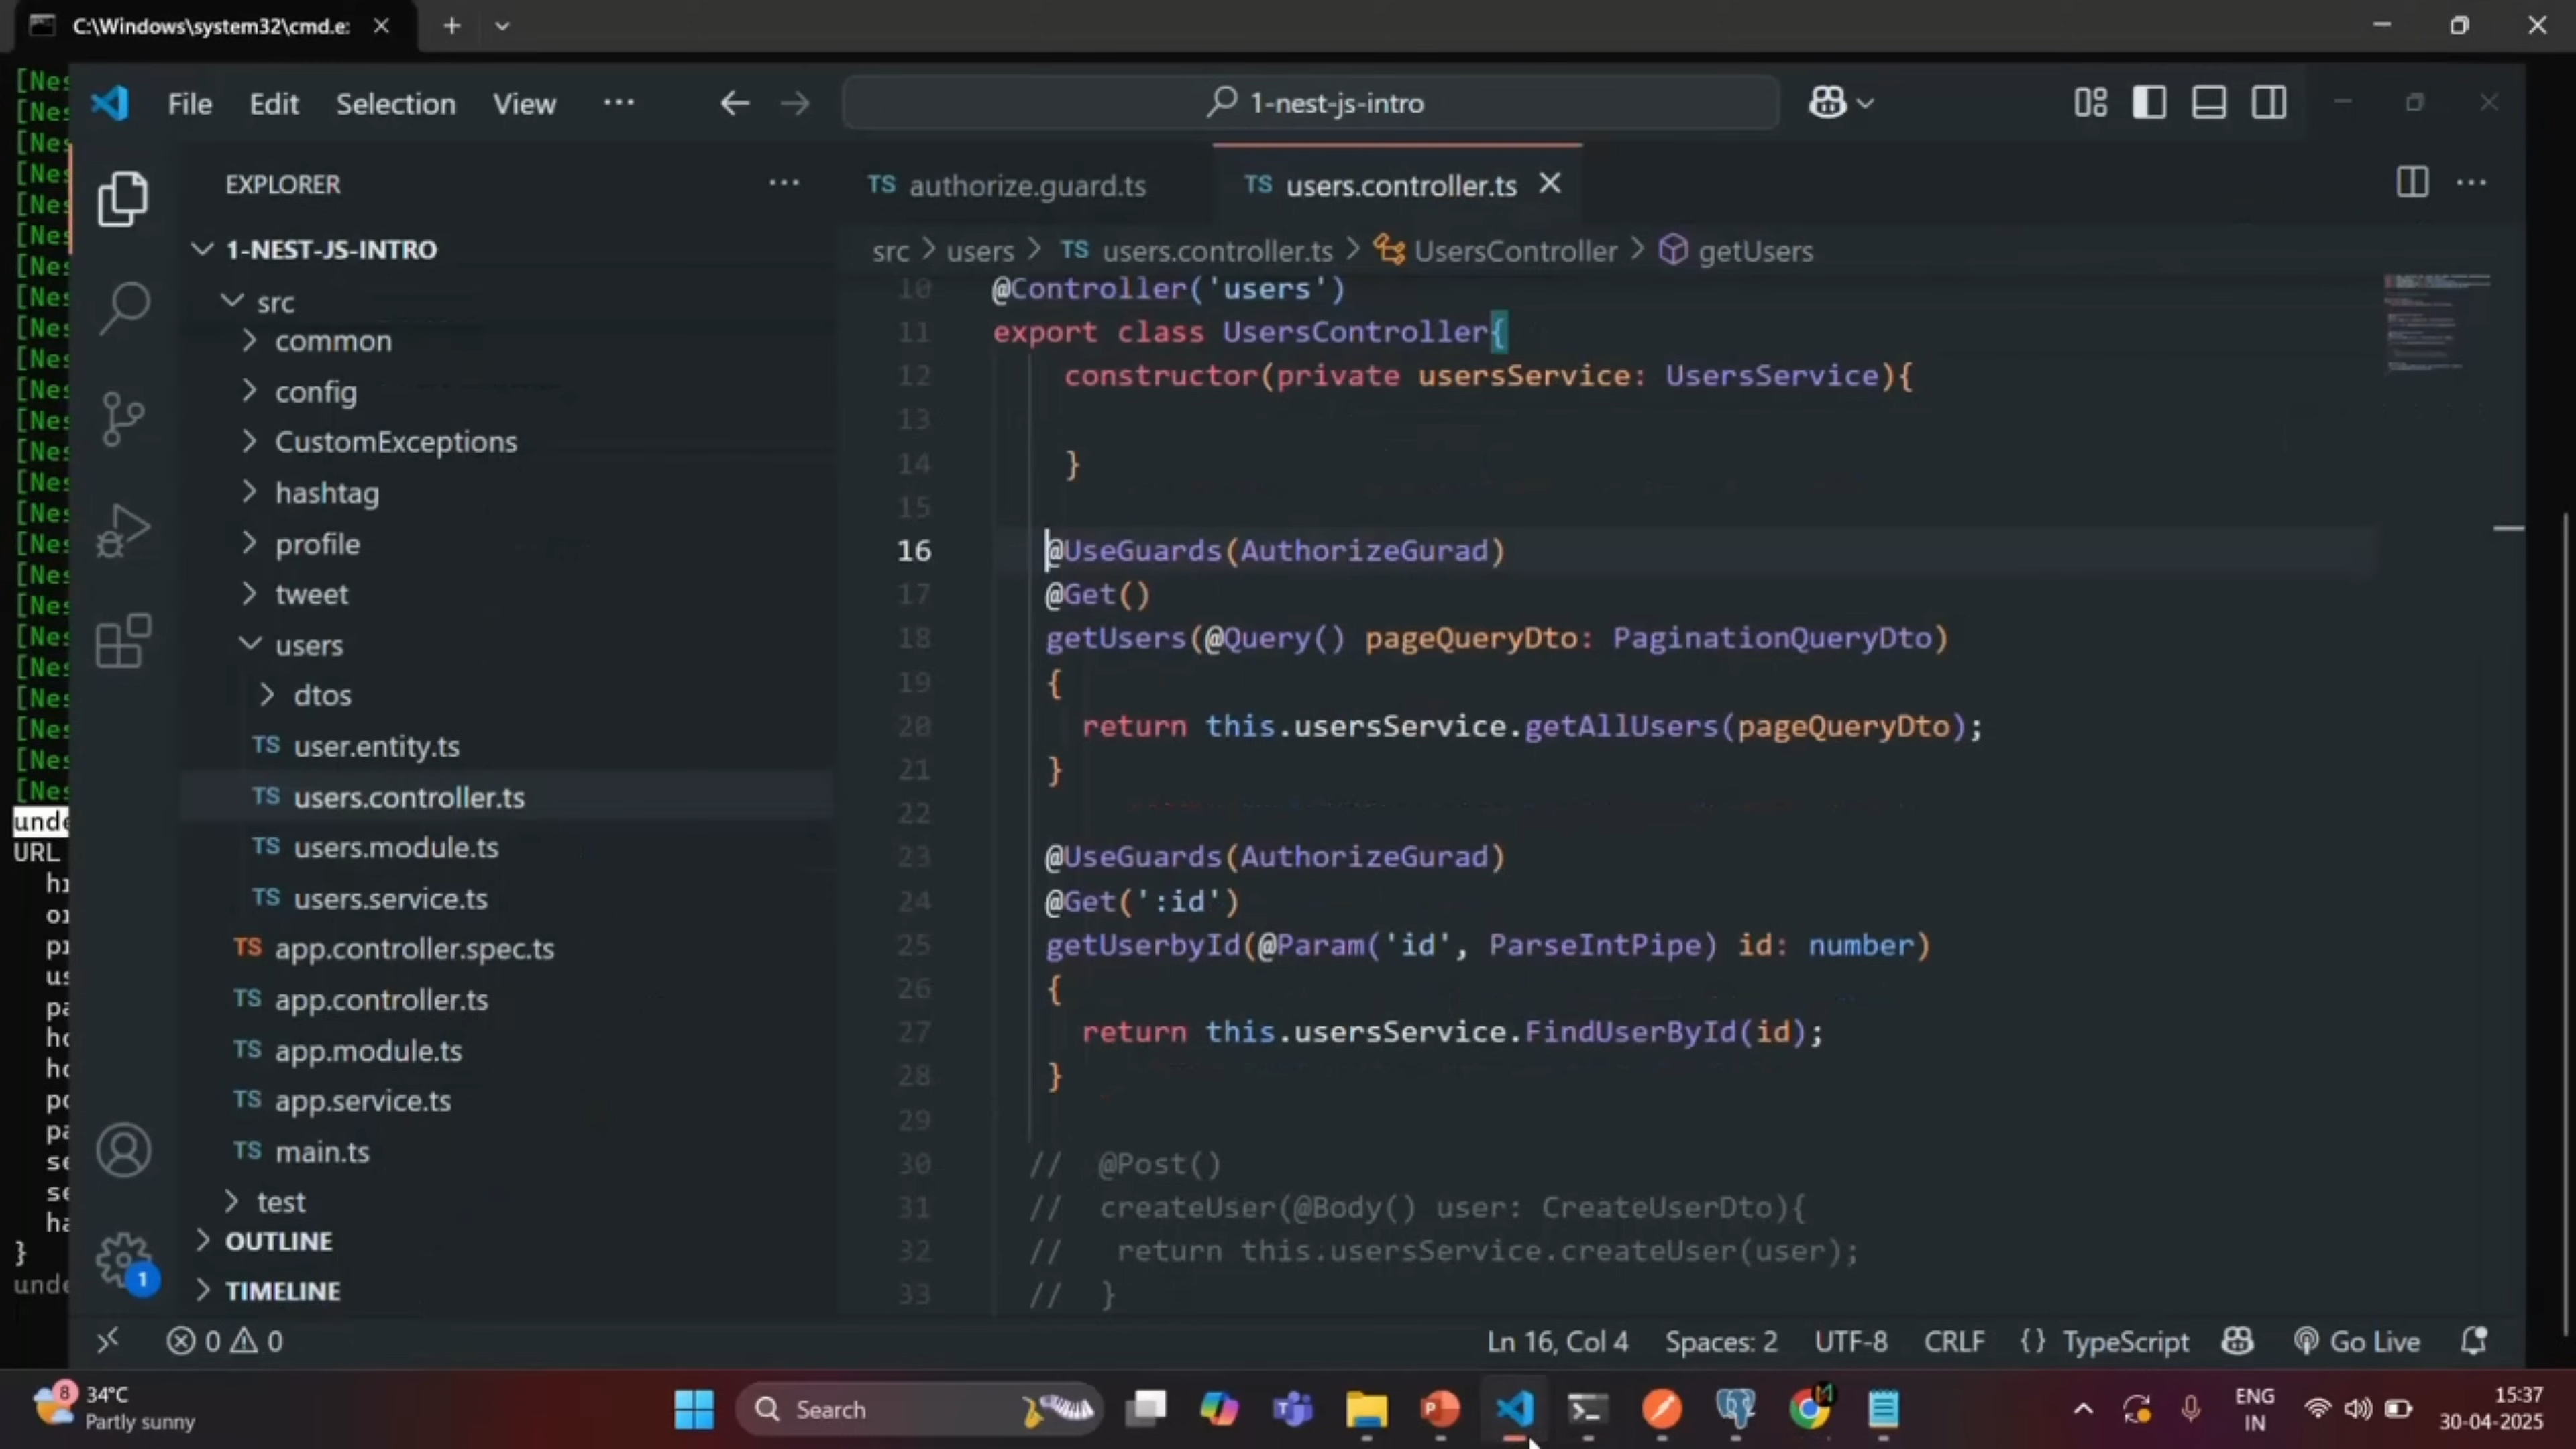 C:\Windows\system32\cmd.e:
File Edit Selection View ...
1-nest-js-intro
EXPLORER
1-NEST-JS-INTRO
src
common
config
CustomExceptions
hashtag
profile
tweet
users
dtos
TS user.entity.ts
TS users.controller.ts
TS users.module.ts
TS users.service.ts
TS app.controller.spec.ts
TS app.controller.ts
TS app.module.ts
TS app.service.ts
TS main.ts
test
OUTLINE
TIMELINE
TS authorize.guard.ts
TS users.controller.ts
src > users > TS users.controller.ts > UsersController > getUsers
10 @Controller('users')
11 export class UsersController{
12 constructor(private usersService: UsersService){
13
14 }
15
16 @UseGuards(AuthorizeGurad)
17 @Get()
18 getUsers(@Query() pageQueryDto: PaginationQueryDto)
19 {
20 return this.usersService.getAllUsers(pageQueryDto);
21 }
22
23 @UseGuards(AuthorizeGurad)
24 @Get(':id')
25 getUserbyId(@Param('id', ParseIntPipe) id: number)
26 {
27 return this.usersService.FindUserById(id);
28 }
29
30 // @Post()
31 // createUser(@Body() user: CreateUserDto){
32 // return this.usersService.createUser(user);
33 // }
URL
}
1
0 0
Ln 16, Col 4 Spaces: 2 UTF-8 CRLF {} TypeScript Go Live
8
34°C
Partly sunny
Search
ENG
IN
15:37
30-04-2025